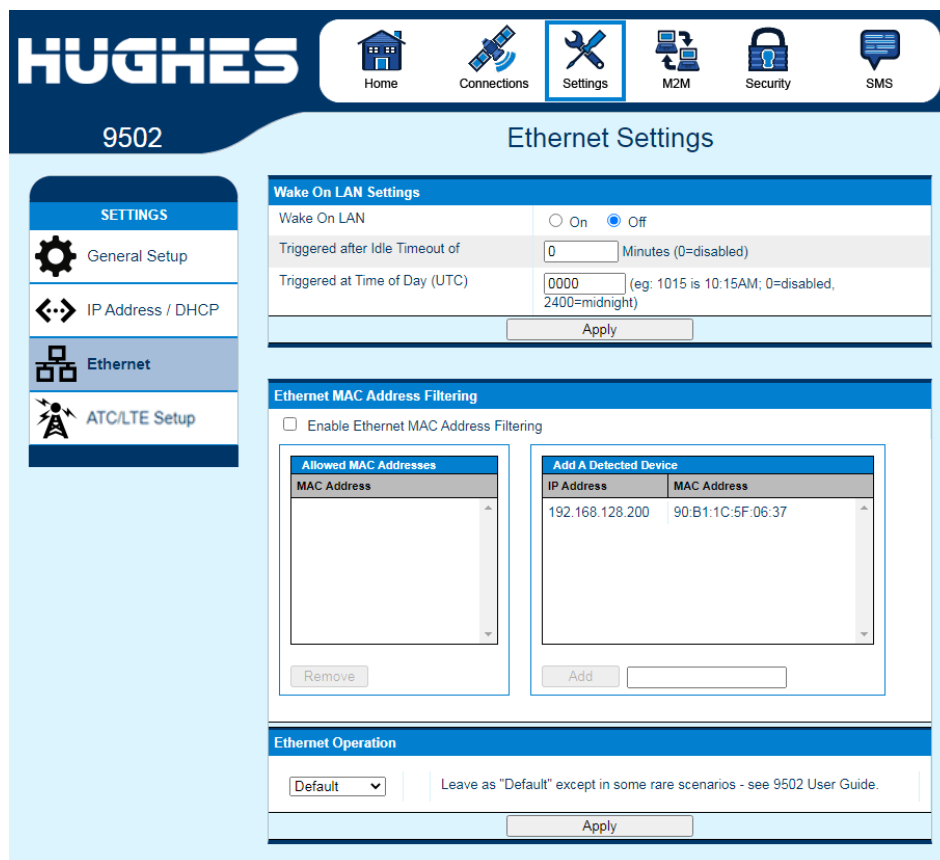 HUGHES
Home
Connections
Settings
M2M
Security
SMS
9502
Ethernet Settings
SETTINGS
General Setup
IP Address / DHCP
Ethernet
ATC/LTE Setup
Wake On LAN Settings
Wake On LAN On Off
Triggered after Idle Timeout of 0 Minutes (0=disabled)
Triggered at Time of Day (UTC) 0000 (eg: 1015 is 10:15AM; 0=disabled,
2400=midnight)
Apply
Ethernet MAC Address Filtering
Enable Ethernet MAC Address Filtering
Allowed MAC Addresses
MAC Address
Remove
Add A Detected Device
IP Address MAC Address
192.168.128.200 90:B1:1C:5F:06:37
Add
Ethernet Operation
Default Leave as "Default" except in some rare scenarios - see 9502 User Guide.
Apply